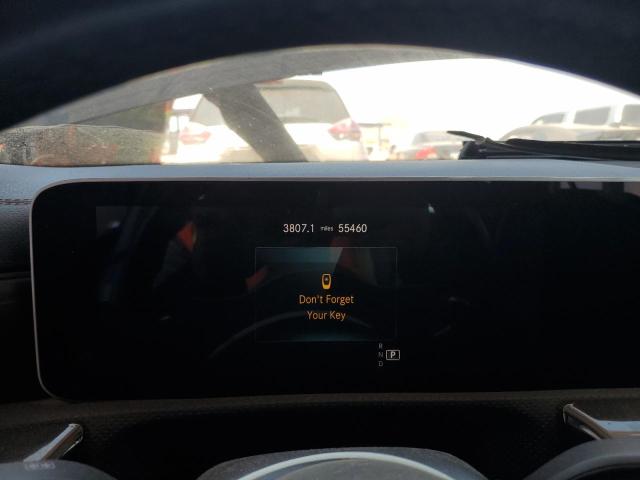 3807.1 miles 55460
Don't Forget
Your Key
R
N P
D